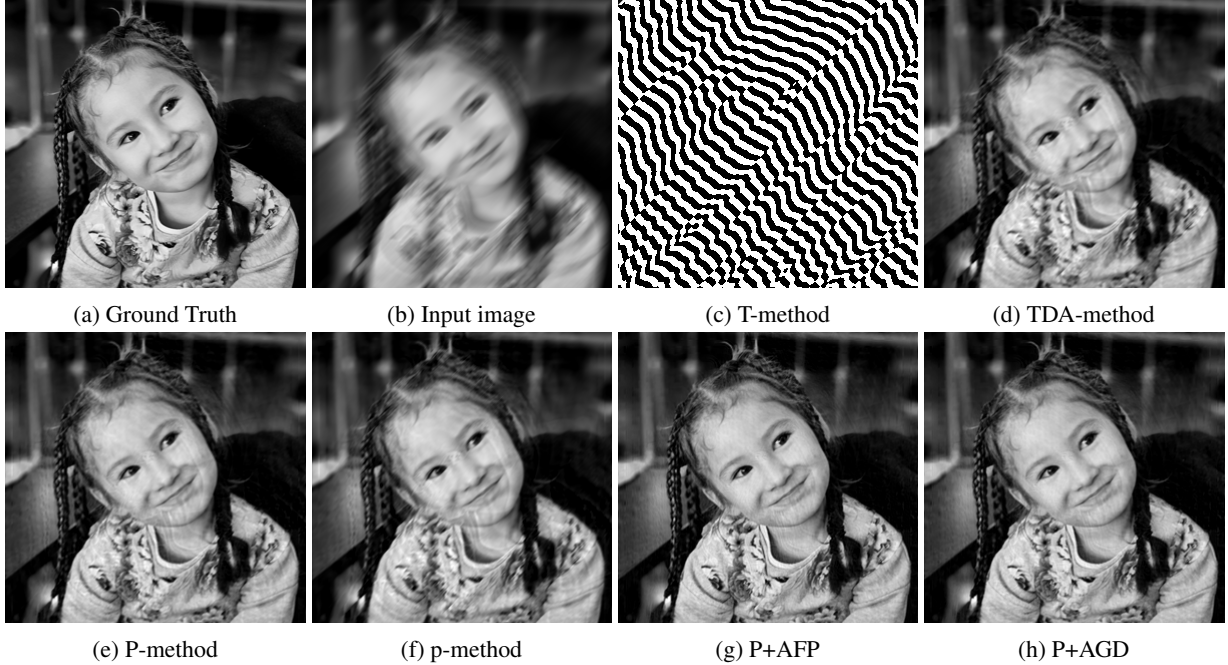 (a) Ground Truth
(b) Input image
(c) T-method
(d) TDA-method
(e) P-method
(f) p-method
(g) P+AFP
(h) P+AGD